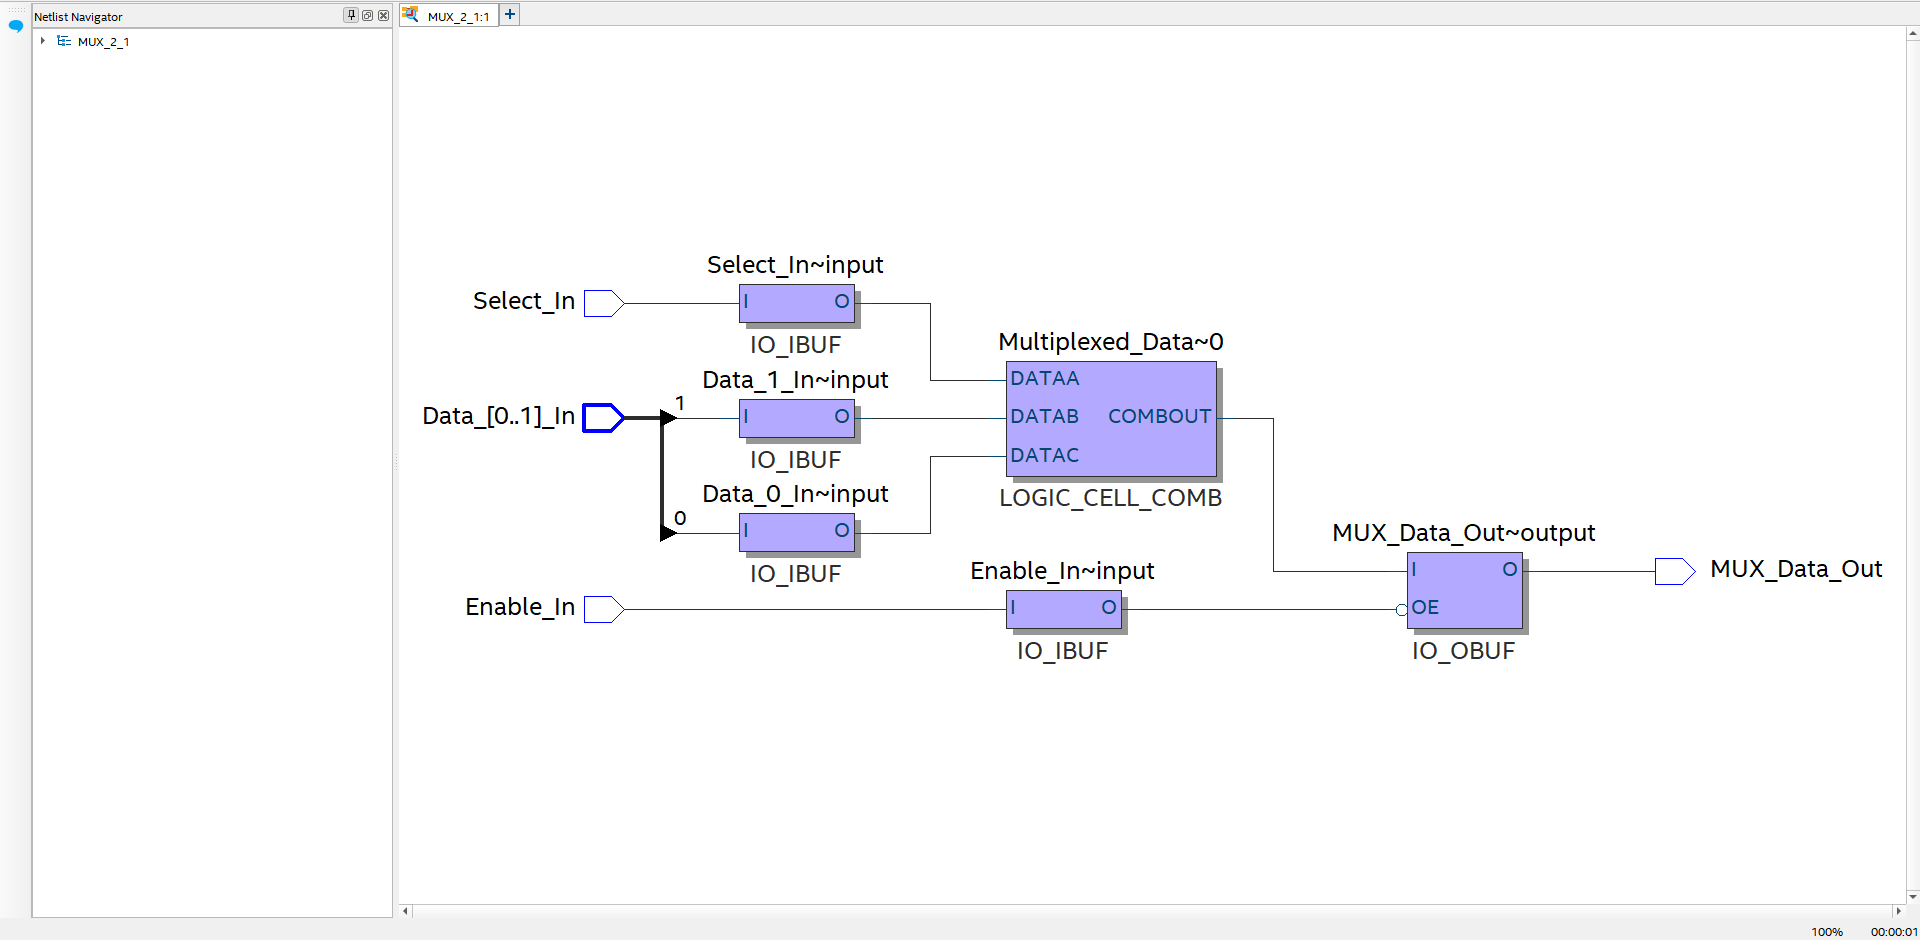 Netlist Navigator
MUX_2_1:1
MUX_2_1
Select_In~input
Select_In
I O
IO_IBUF
Multiplexed_Data~0
Data_1_In~input
DATAA
1
Data_[0..1]_In
I O
DATAB COMBOUT
IO_IBUF
DATAC
Data_0_In~input
LOGIC_CELL_COMB
0
I O
MUX_Data_Out~output
IO_IBUF
Enable_In~input
I O
MUX_Data_Out
Enable_In
I O
OE
IO_IBUF
IO_OBUF
100% 00:00:01